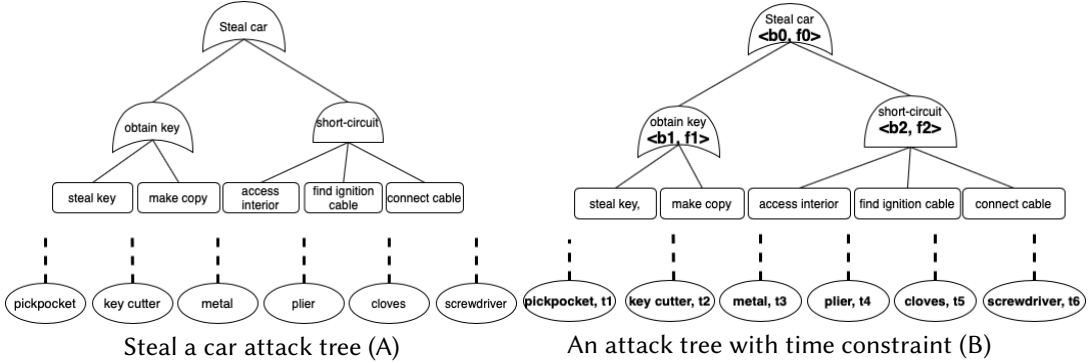 Steal car
obtain key
short-circuit
steal key
make copy
access
interior
find ignition
cable
connect cable
pickpocket
key cutter
metal
plier
cloves
screwdriver
Steal a car attack tree (A)
Steal car
<b0, f0>
obtain key
<b1, f1>
short-circuit
<b2, f2>
steal key,
make copy
access interior
find ignition cable
connect cable
pickpocket, t1
key cutter, t2
metal, t3
plier, t4
cloves, t5
screwdriver, t6
An attack tree with time constraint (B)